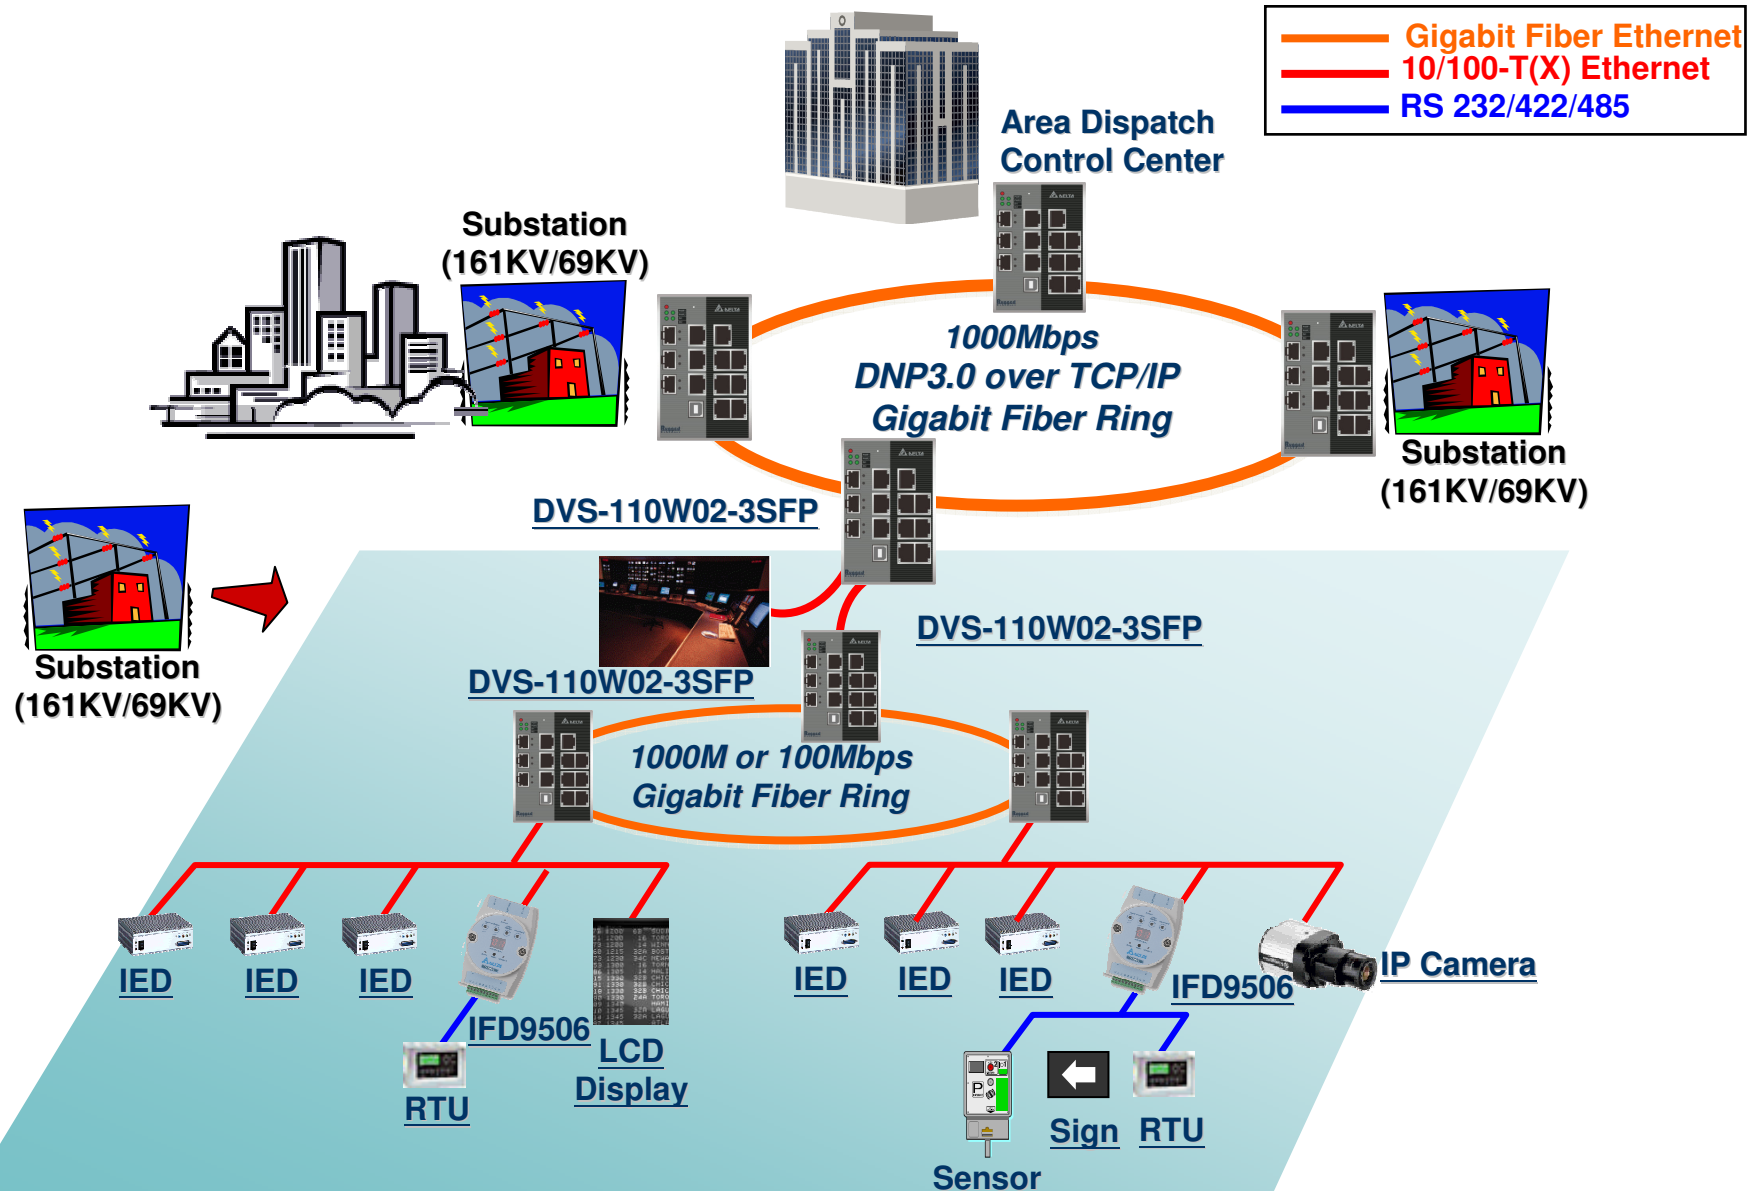 Gigabit Fiber Ethernet
10/100-T(X) Ethernet
RS 232/422/485
Area Dispatch
Control Center
Substation
(161KV/69KV)
1000Mbps
DNP3.0 over TCP/IP
Gigabit Fiber Ring
Substation
(161KV/69KV)
DVS-110W02-3SFP
DVS-110W02-3SFP
Substation
(161KV/69KV)
DVS-110W02-3SFP
1000M or 100Mbps
Gigabit Fiber Ring
IED
IED
IED
IFD9506
LCD
Display
RTU
IED
IED
IED
IFD9506
IP Camera
Sensor
Sign
RTU